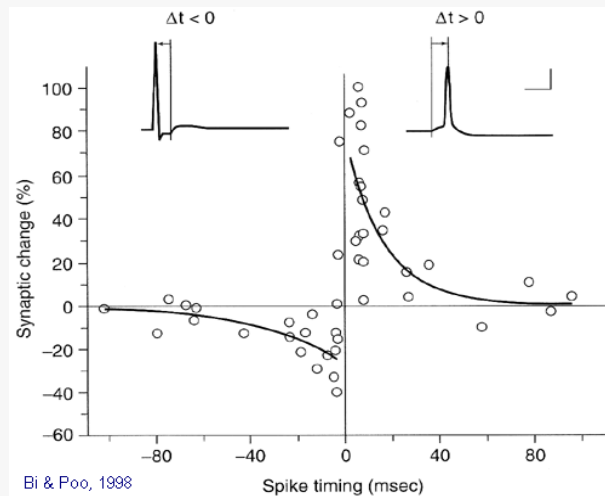 Δt < 0
Δt > 0
100
80
60
40
20
0
−20
−40
−60
Synaptic change (%)
−80
−40
0
40
80
Spike timing (msec)
Bi & Poo, 1998